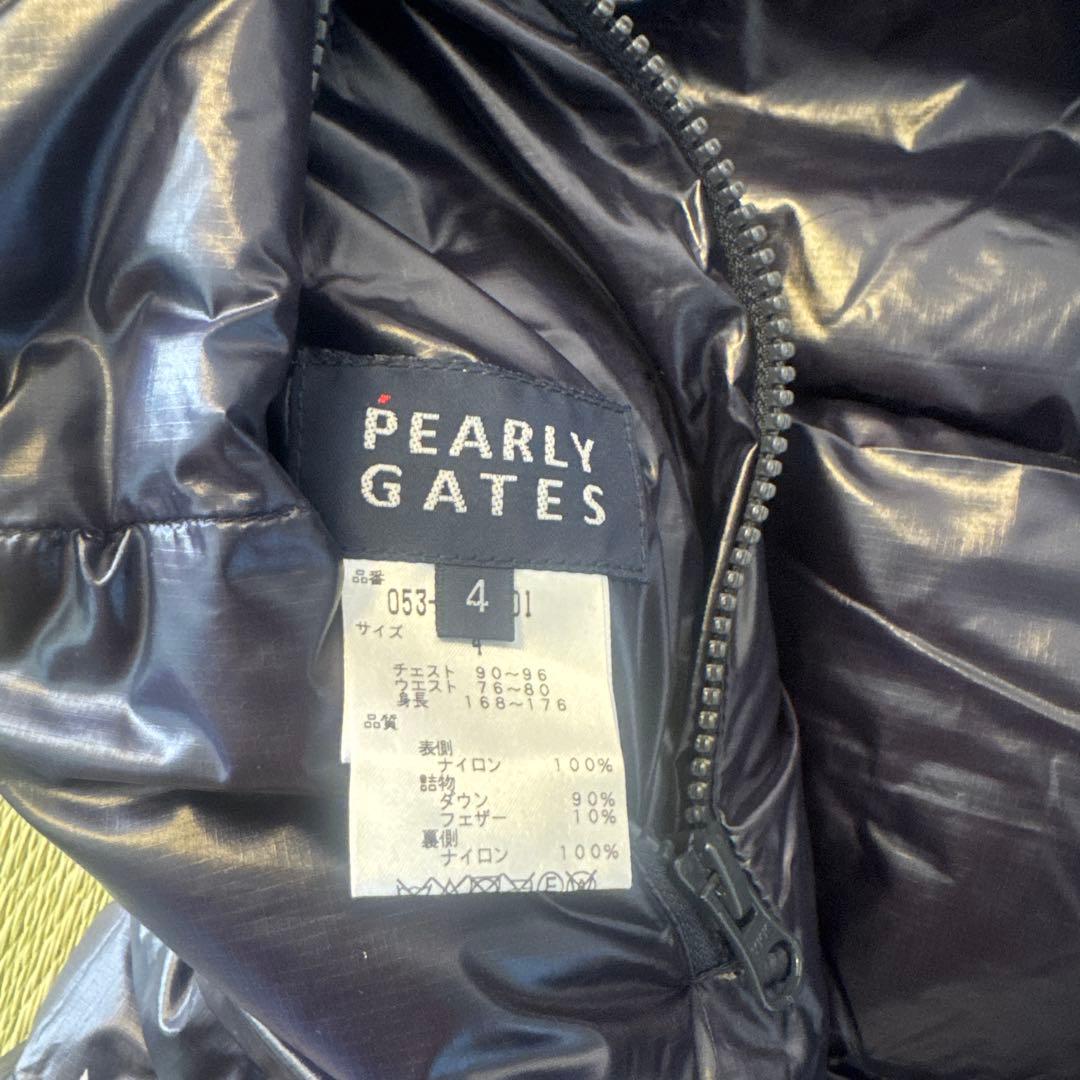 PEARLY
GATES
4
品番
053- 01
サイズ
4
チェスト 90~96
ウエスト 76~80
身長 168~176
品質
表側
ナイロン 100%
詰物
ダウン 90%
フェザー 10%
裏側
ナイロン 100%